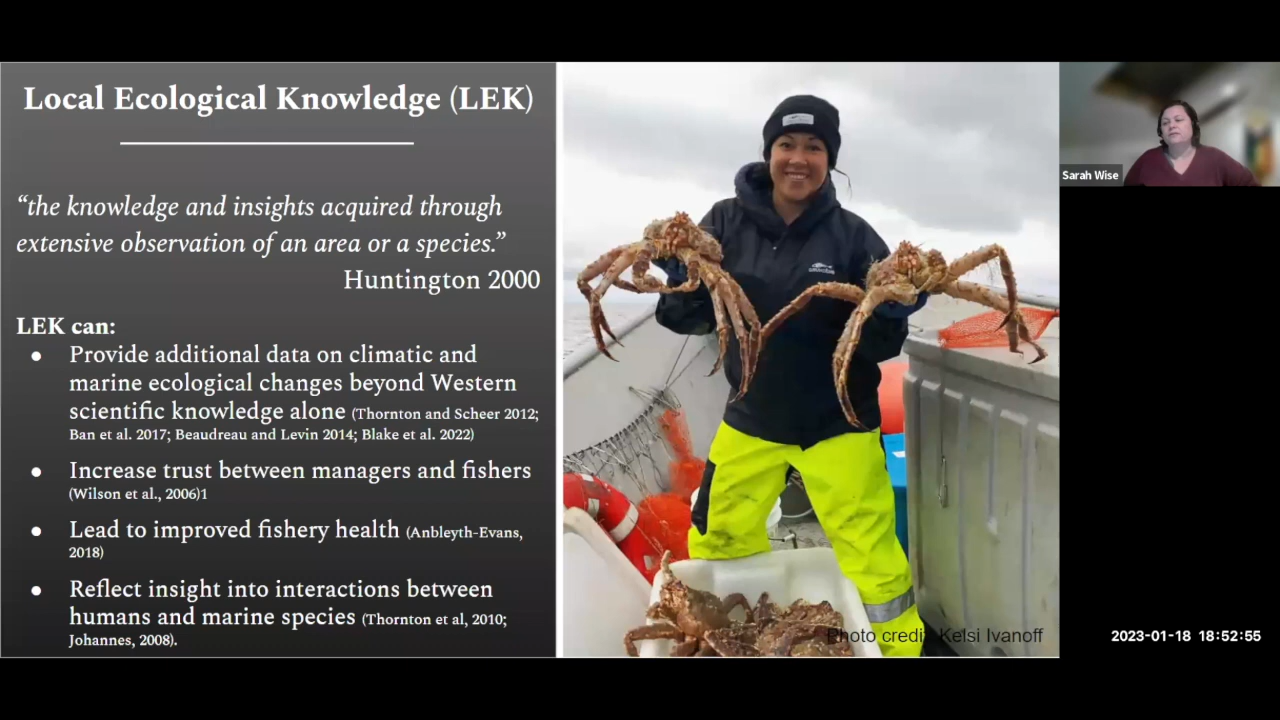 Local Ecological Knowledge (LEK)
“the knowledge and insights acquired through
extensive observation of an area or a species.”
Huntington 2000
LEK can:
● Provide additional data on climatic and
marine ecological changes beyond Western
scientific knowledge alone (Thornton and Scheer 2012;
Ban et al. 2017; Beaudreau and Levin 2014; Blake et al. 2022)
● Increase trust between managers and fishers
(Wilson et al., 2006)1
● Lead to improved fishery health (Anbleyth-Evans,
2018)
● Reflect insight into interactions between
humans and marine species (Thornton et al, 2010;
Johannes, 2008).
Photo credit Kelsi Ivanoff
Sarah Wise
2023-01-18 18:52:55